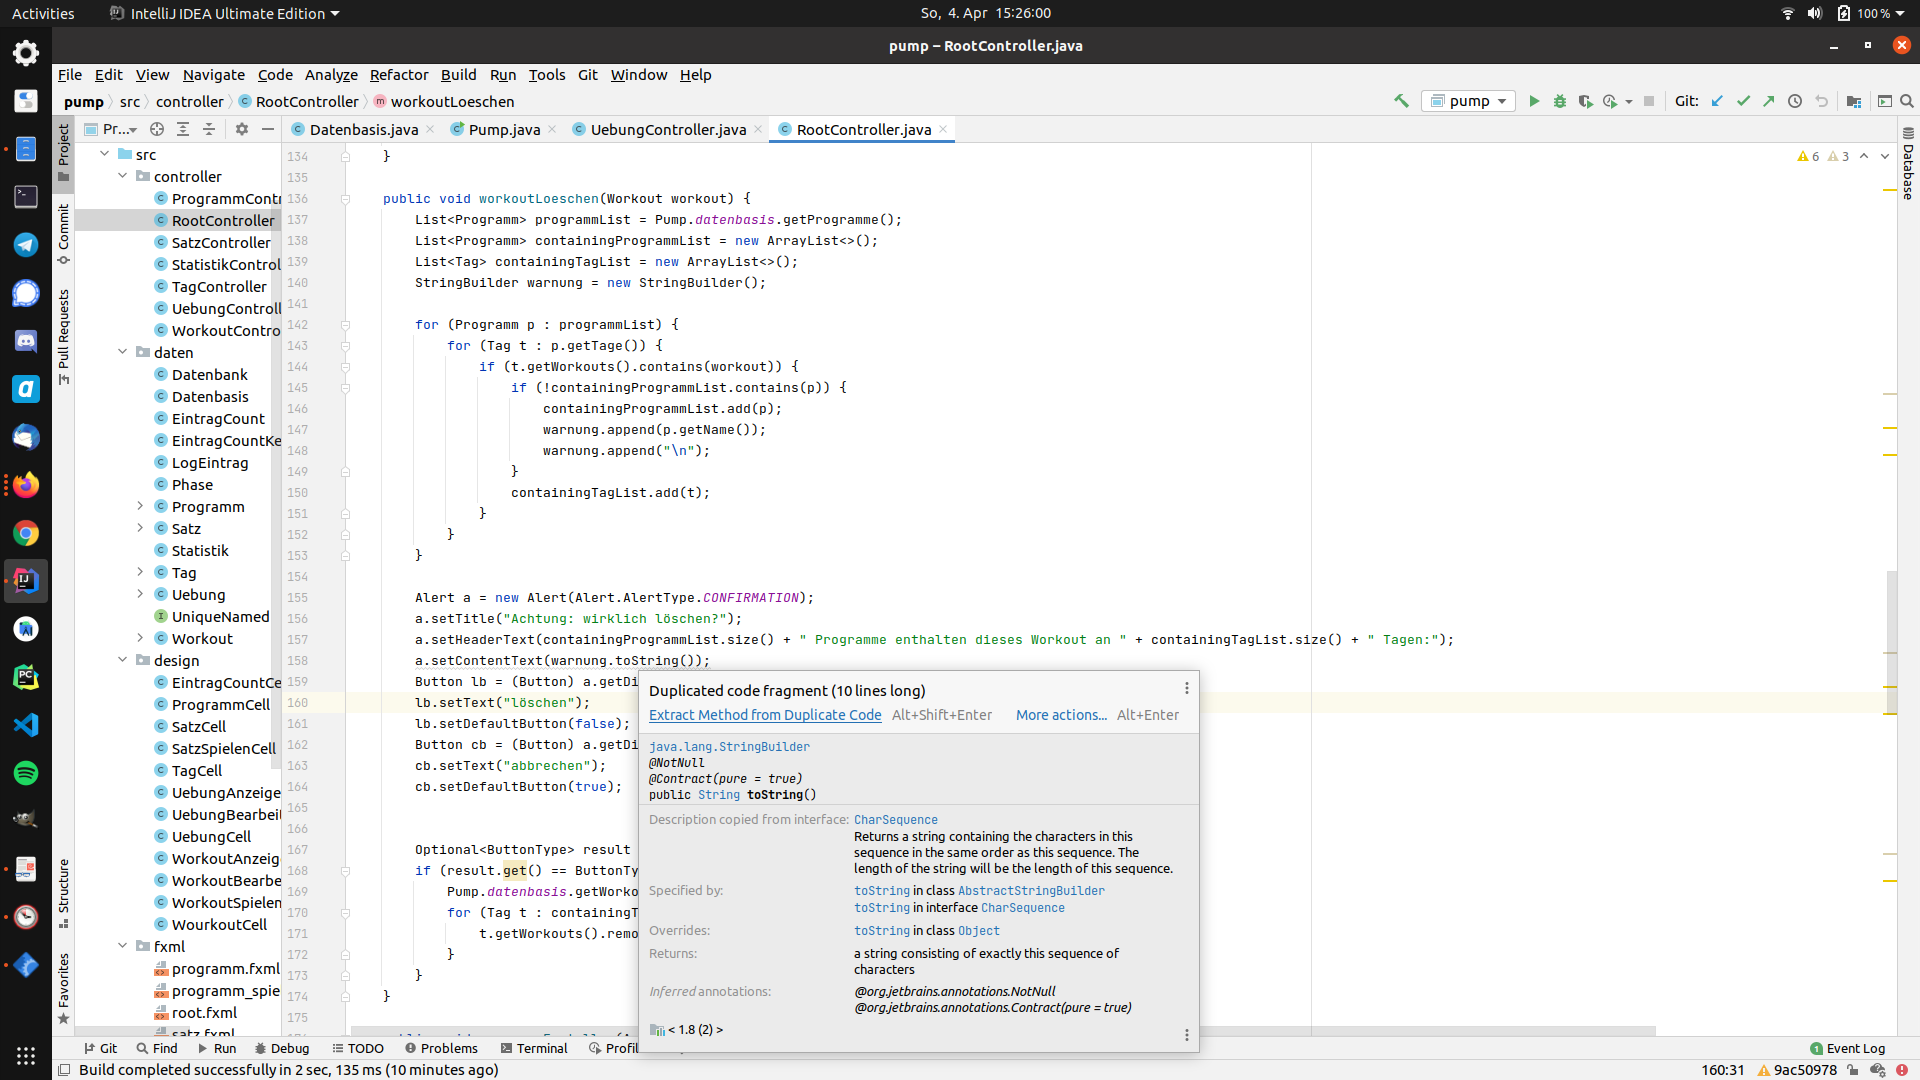 Activities
IntelliJ IDEA Ultimate Edition
So, 4. Apr 15:26:00
100 %
pump – RootController.java
File Edit View Navigate Code Analyze Refactor Build Run Tools Git Window Help
pump src controller RootController workoutLoeschen
pump
Git:
Pr...
Datenbasis.java
Pump.java
UebungController.java
RootController.java
Project
Commit
Pull Requests
Structure
Favorites
Database
src
controller
ProgrammContr
RootController
SatzController
StatistikControl
TagController
UebungControll
WorkoutContro
daten
Datenbank
Datenbasis
EintragCount
EintragCountKe
LogEintrag
Phase
Programm
Satz
Statistik
Tag
Uebung
UniqueNamed
Workout
design
EintragCountCe
ProgrammCell
SatzCell
SatzSpielenCell
TagCell
UebungAnzeige
UebungBearbei
UebungCell
WorkoutAnzeig
WorkoutBearbe
WorkoutSpielen
WourkoutCell
fxml
programm.fxml
programm_spie
root.fxml
satz.fxml
6 3
134 }
135
136 public void workoutLoeschen(Workout workout) {
137 List<Programm> programmList = Pump.datenbasis.getProgramme();
138 List<Programm> containingProgrammList = new ArrayList<>();
139 List<Tag> containingTagList = new ArrayList<>();
140 StringBuilder warnung = new StringBuilder();
141
142 for (Programm p : programmList) {
143 for (Tag t : p.getTage()) {
144 if (t.getWorkouts().contains(workout)) {
145 if (!containingProgrammList.contains(p)) {
146 containingProgrammList.add(p);
147 warnung.append(p.getName());
148 warnung.append("\n");
149 }
150 containingTagList.add(t);
151 }
152 }
153 }
154
155 Alert a = new Alert(Alert.AlertType.CONFIRMATION);
156 a.setTitle("Achtung: wirklich löschen?");
157 a.setHeaderText(containingProgrammList.size() + " Programme enthalten dieses Workout an " + containingTagList.size() + " Tagen:");
158 a.setContentText(warnung.toString());
159 Button lb = (Button) a.getDi
160 lb.setText("löschen");
161 lb.setDefaultButton(false);
162 Button cb = (Button) a.getDi
163 cb.setText("abbrechen");
164 cb.setDefaultButton(true);
165
166
167 Optional<ButtonType> result
168 if (result.get() == ButtonTy
169 Pump.datenbasis.getWorko
170 for (Tag t : containingT
171 t.getWorkouts().remo
172 }
173 }
174 }
175
Duplicated code fragment (10 lines long)
Extract Method from Duplicate Code Alt+Shift+Enter More actions... Alt+Enter
java.lang.StringBuilder
@NotNull
@Contract(pure = true)
public String toString()
Description copied from interface: CharSequence
Returns a string containing the characters in this
sequence in the same order as this sequence. The
length of the string will be the length of this sequence.
Specified by: toString in class AbstractStringBuilder
toString in interface CharSequence
Overrides: toString in class Object
Returns: a string consisting of exactly this sequence of
characters
Inferred annotations: @org.jetbrains.annotations.NotNull
@org.jetbrains.annotations.Contract(pure = true)
< 1.8 (2) >
Git Find Run Debug TODO Problems Terminal Profil
1 Event Log
Build completed successfully in 2 sec, 135 ms (10 minutes ago)
160:31
9ac50978